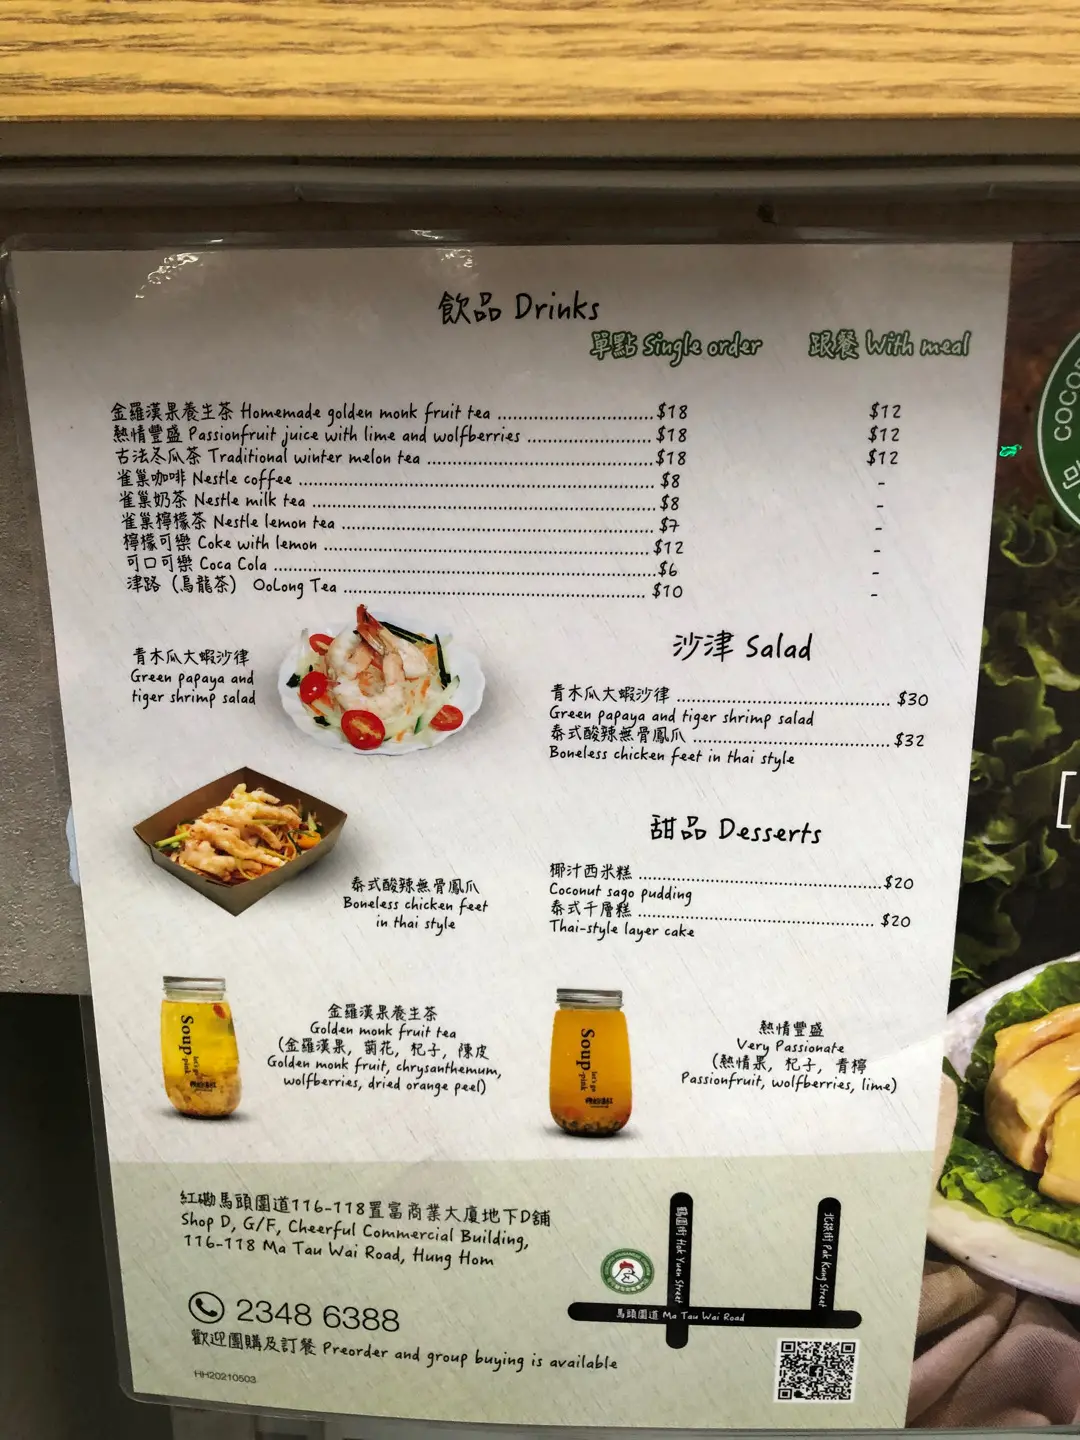 飲品 Drinks
單點 Single order 跟餐 With meal
金羅漢果養生茶 Homemade golden monk fruit tea ............................ $18 $12
熱情豐盛 Passionfruit juice with lime and wolfberries ...................... $18 $12
古法冬瓜茶 Traditional winter melon tea .......................................... $18 $12
雀巢咖啡 Nestle coffee ................................................................. $8 -
雀巢奶茶 Nestle milk tea .............................................................. $8 -
雀巢檸檬茶 Nestle lemon tea ........................................................ $7 -
檸檬可樂 Coke with lemon ............................................................ $12 -
可口可樂 Coca Cola ...................................................................... $6 -
津路（烏龍茶） OoLong Tea ........................................................ $10 -
青木瓜大蝦沙律
Green papaya and
tiger shrimp salad
沙津 Salad
青木瓜大蝦沙律 ........................................ $30
Green papaya and tiger shrimp salad
泰式酸辣無骨鳳爪 .................................... $32
Boneless chicken feet in thai style
泰式酸辣無骨鳳爪
Boneless chicken feet
in thai style
甜品 Desserts
椰汁西米糕 ............................................. $20
Coconut sago pudding
泰式千層糕 ............................................. $20
Thai-style layer cake
Soup
let's go
pink
金羅漢果養生茶
Golden monk fruit tea
(金羅漢果, 菊花, 杞子, 陳皮
Golden monk fruit, chrysanthemum,
wolfberries, dried orange peel)
Soup
let's go
pink
熱情豐盛
Very Passionate
(熱情果, 杞子, 青檸
Passionfruit, wolfberries, lime)
紅磡馬頭圍道116-118置富商業大廈地下D舖
Shop D, G/F, Cheerful Commercial Building,
116-118 Ma Tau Wai Road, Hung Hom
2348 6388
歡迎團購及訂餐 Preorder and group buying is available
HH20210503
鶴園街 Hok Yuen Street
北拱街 Pak Kung Street
馬頭圍道 Ma Tau Wai Road